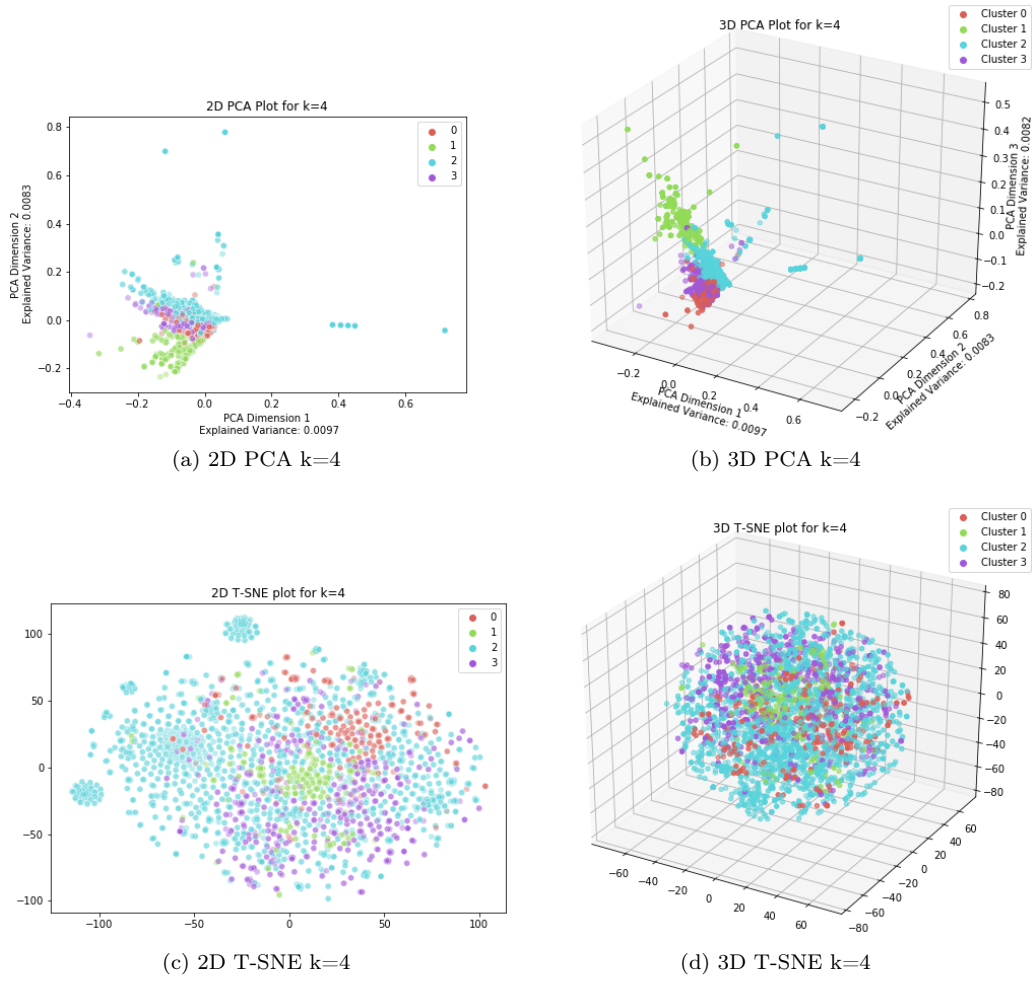 2D PCA Plot for k=4
0.8
0.6
0.4
0.2
0.0
−0.2
−0.4
−0.2
0.0
0.2
0.4
0.6
PCA Dimension 2
Explained Variance: 0.0083
PCA Dimension 1
Explained Variance: 0.0097
0
1
2
3
(a) 2D PCA k=4
3D PCA Plot for k=4
Cluster 0
Cluster 1
Cluster 2
Cluster 3
0.5
0.4
0.3
0.2
0.1
0.0
−0.1
−0.2
PCA Dimension 3
Explained Variance: 0.0082
0.8
0.6
0.4
0.2
0.0
−0.2
PCA Dimension 2
Explained Variance: 0.0083
−0.2
0.0
0.2
0.4
0.6
PCA Dimension 1
Explained Variance: 0.0097
(b) 3D PCA k=4
2D T-SNE plot for k=4
0
1
2
3
100
50
0
−50
−100
−100
−50
0
50
100
(c) 2D T-SNE k=4
3D T-SNE plot for k=4
Cluster 0
Cluster 1
Cluster 2
Cluster 3
80
60
40
20
0
−20
−40
−60
−80
60
40
20
0
−20
−40
−60
−80
−60
−40
−20
0
20
40
60
(d) 3D T-SNE k=4